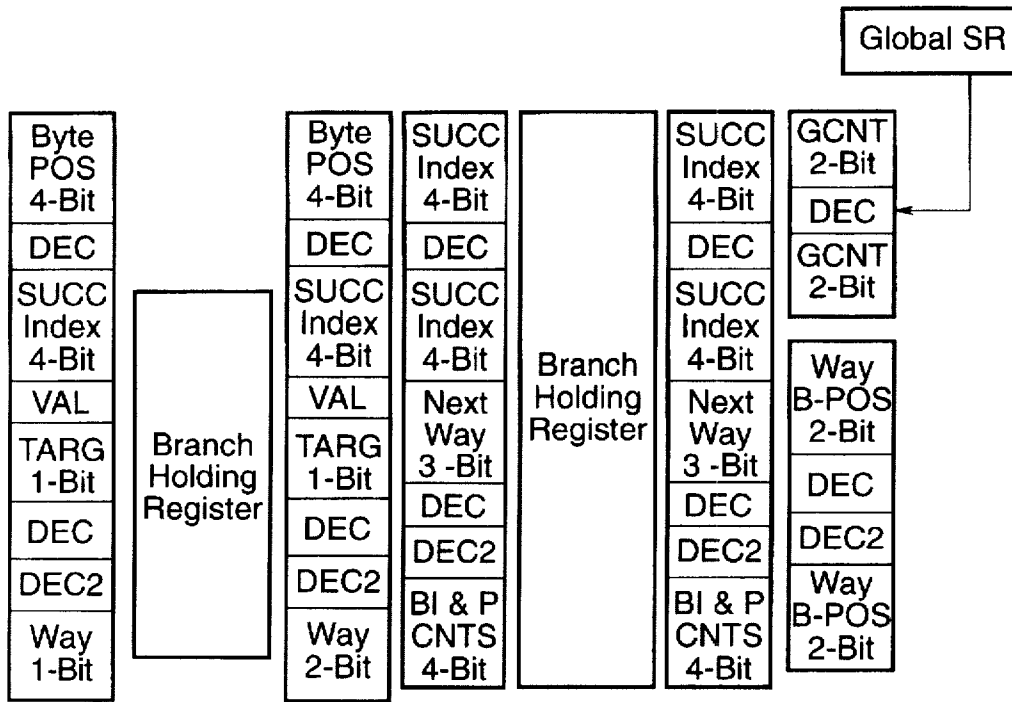 Global SR
Byte
POS
4-Bit
DEC
SUCC
Index
4-Bit
VAL
TARG
1-Bit
DEC
DEC2
Way
1-Bit
Branch
Holding
Register
Byte
POS
4-Bit
DEC
SUCC
Index
4-Bit
VAL
TARG
1-Bit
DEC
DEC2
Way
2-Bit
SUCC
Index
4-Bit
DEC
SUCC
Index
4-Bit
Next
Way
3 -Bit
DEC
DEC2
BI & P
CNTS
4-Bit
Branch
Holding
Register
SUCC
Index
4-Bit
DEC
SUCC
Index
4-Bit
Next
Way
3 -Bit
DEC
DEC2
BI & P
CNTS
4-Bit
GCNT
2-Bit
DEC
GCNT
2-Bit
Way
B-POS
2-Bit
DEC
DEC2
Way
B-POS
2-Bit